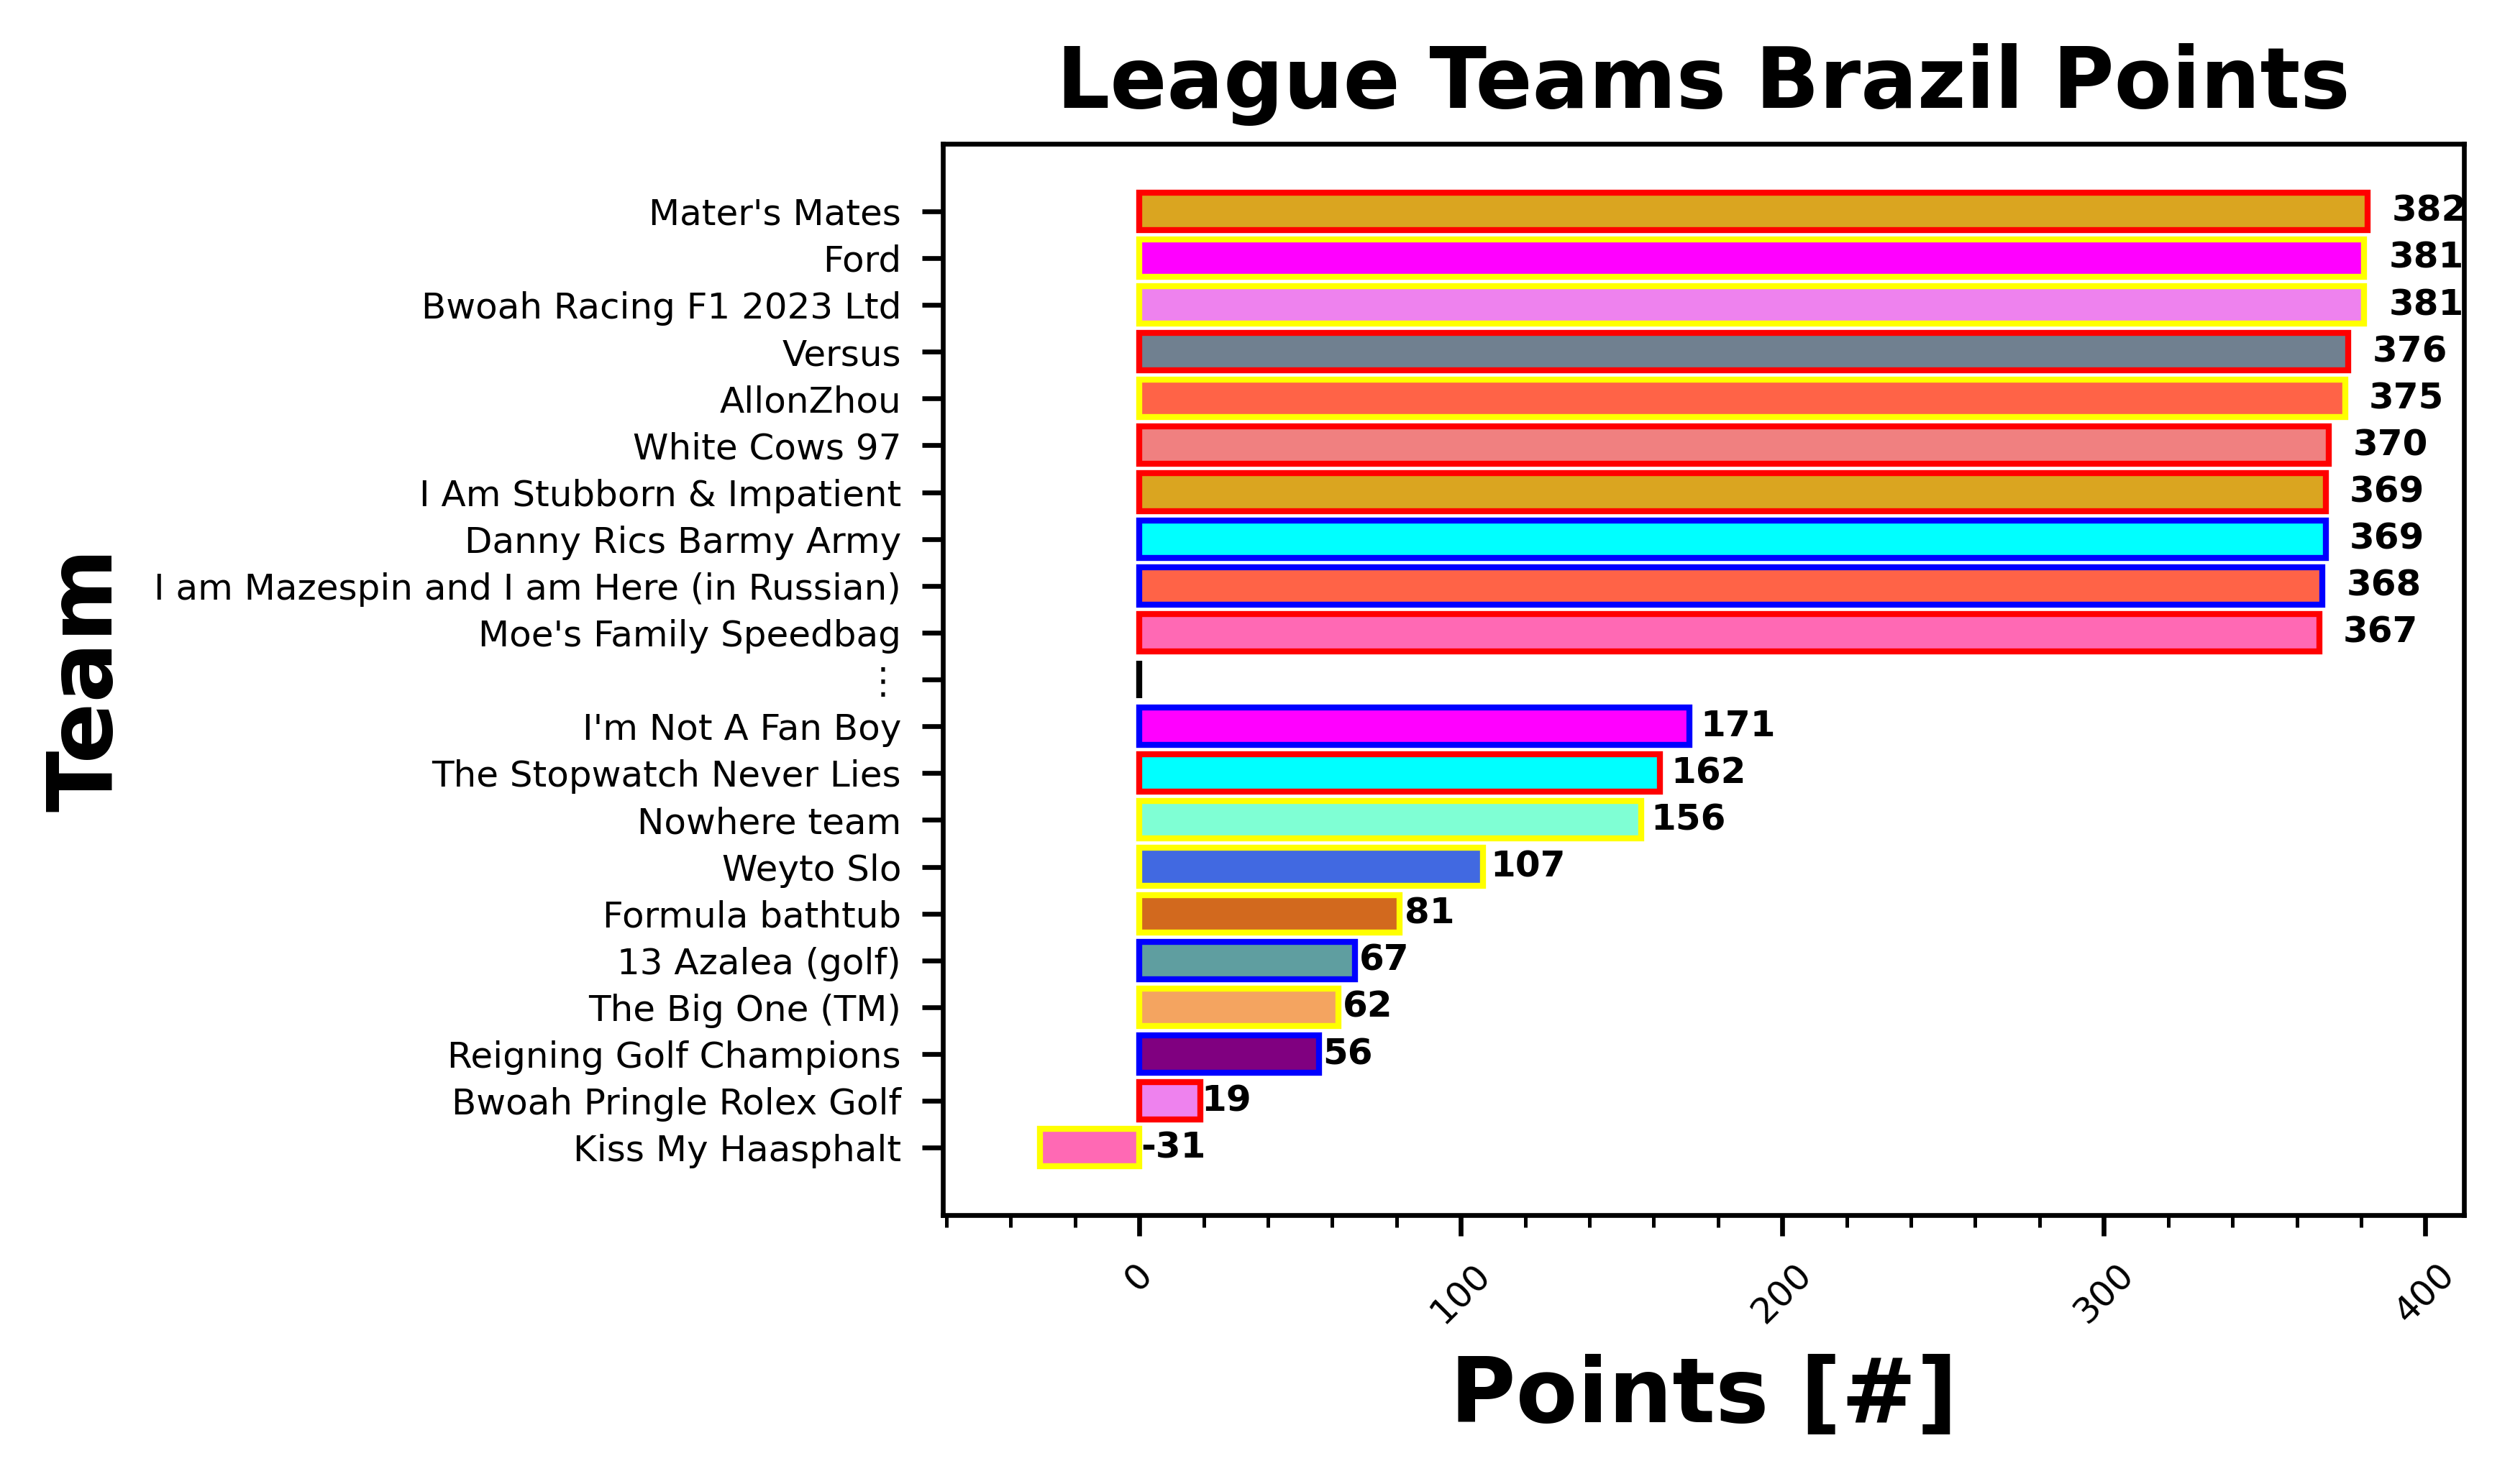 League Teams Brazil Points
Team
Mater's Mates 382
Ford 381
Bwoah Racing F1 2023 Ltd 381
Versus 376
AllonZhou 375
White Cows 97 370
I Am Stubborn & Impatient 369
Danny Rics Barmy Army 369
I am Mazespin and I am Here (in Russian) 368
Moe's Family Speedbag 367
⋮
I'm Not A Fan Boy 171
The Stopwatch Never Lies 162
Nowhere team 156
Weyto Slo 107
Formula bathtub 81
13 Azalea (golf) 67
The Big One (TM) 62
Reigning Golf Champions 56
Bwoah Pringle Rolex Golf 19
Kiss My Haasphalt -31
0 100 200 300 400
Points [#]